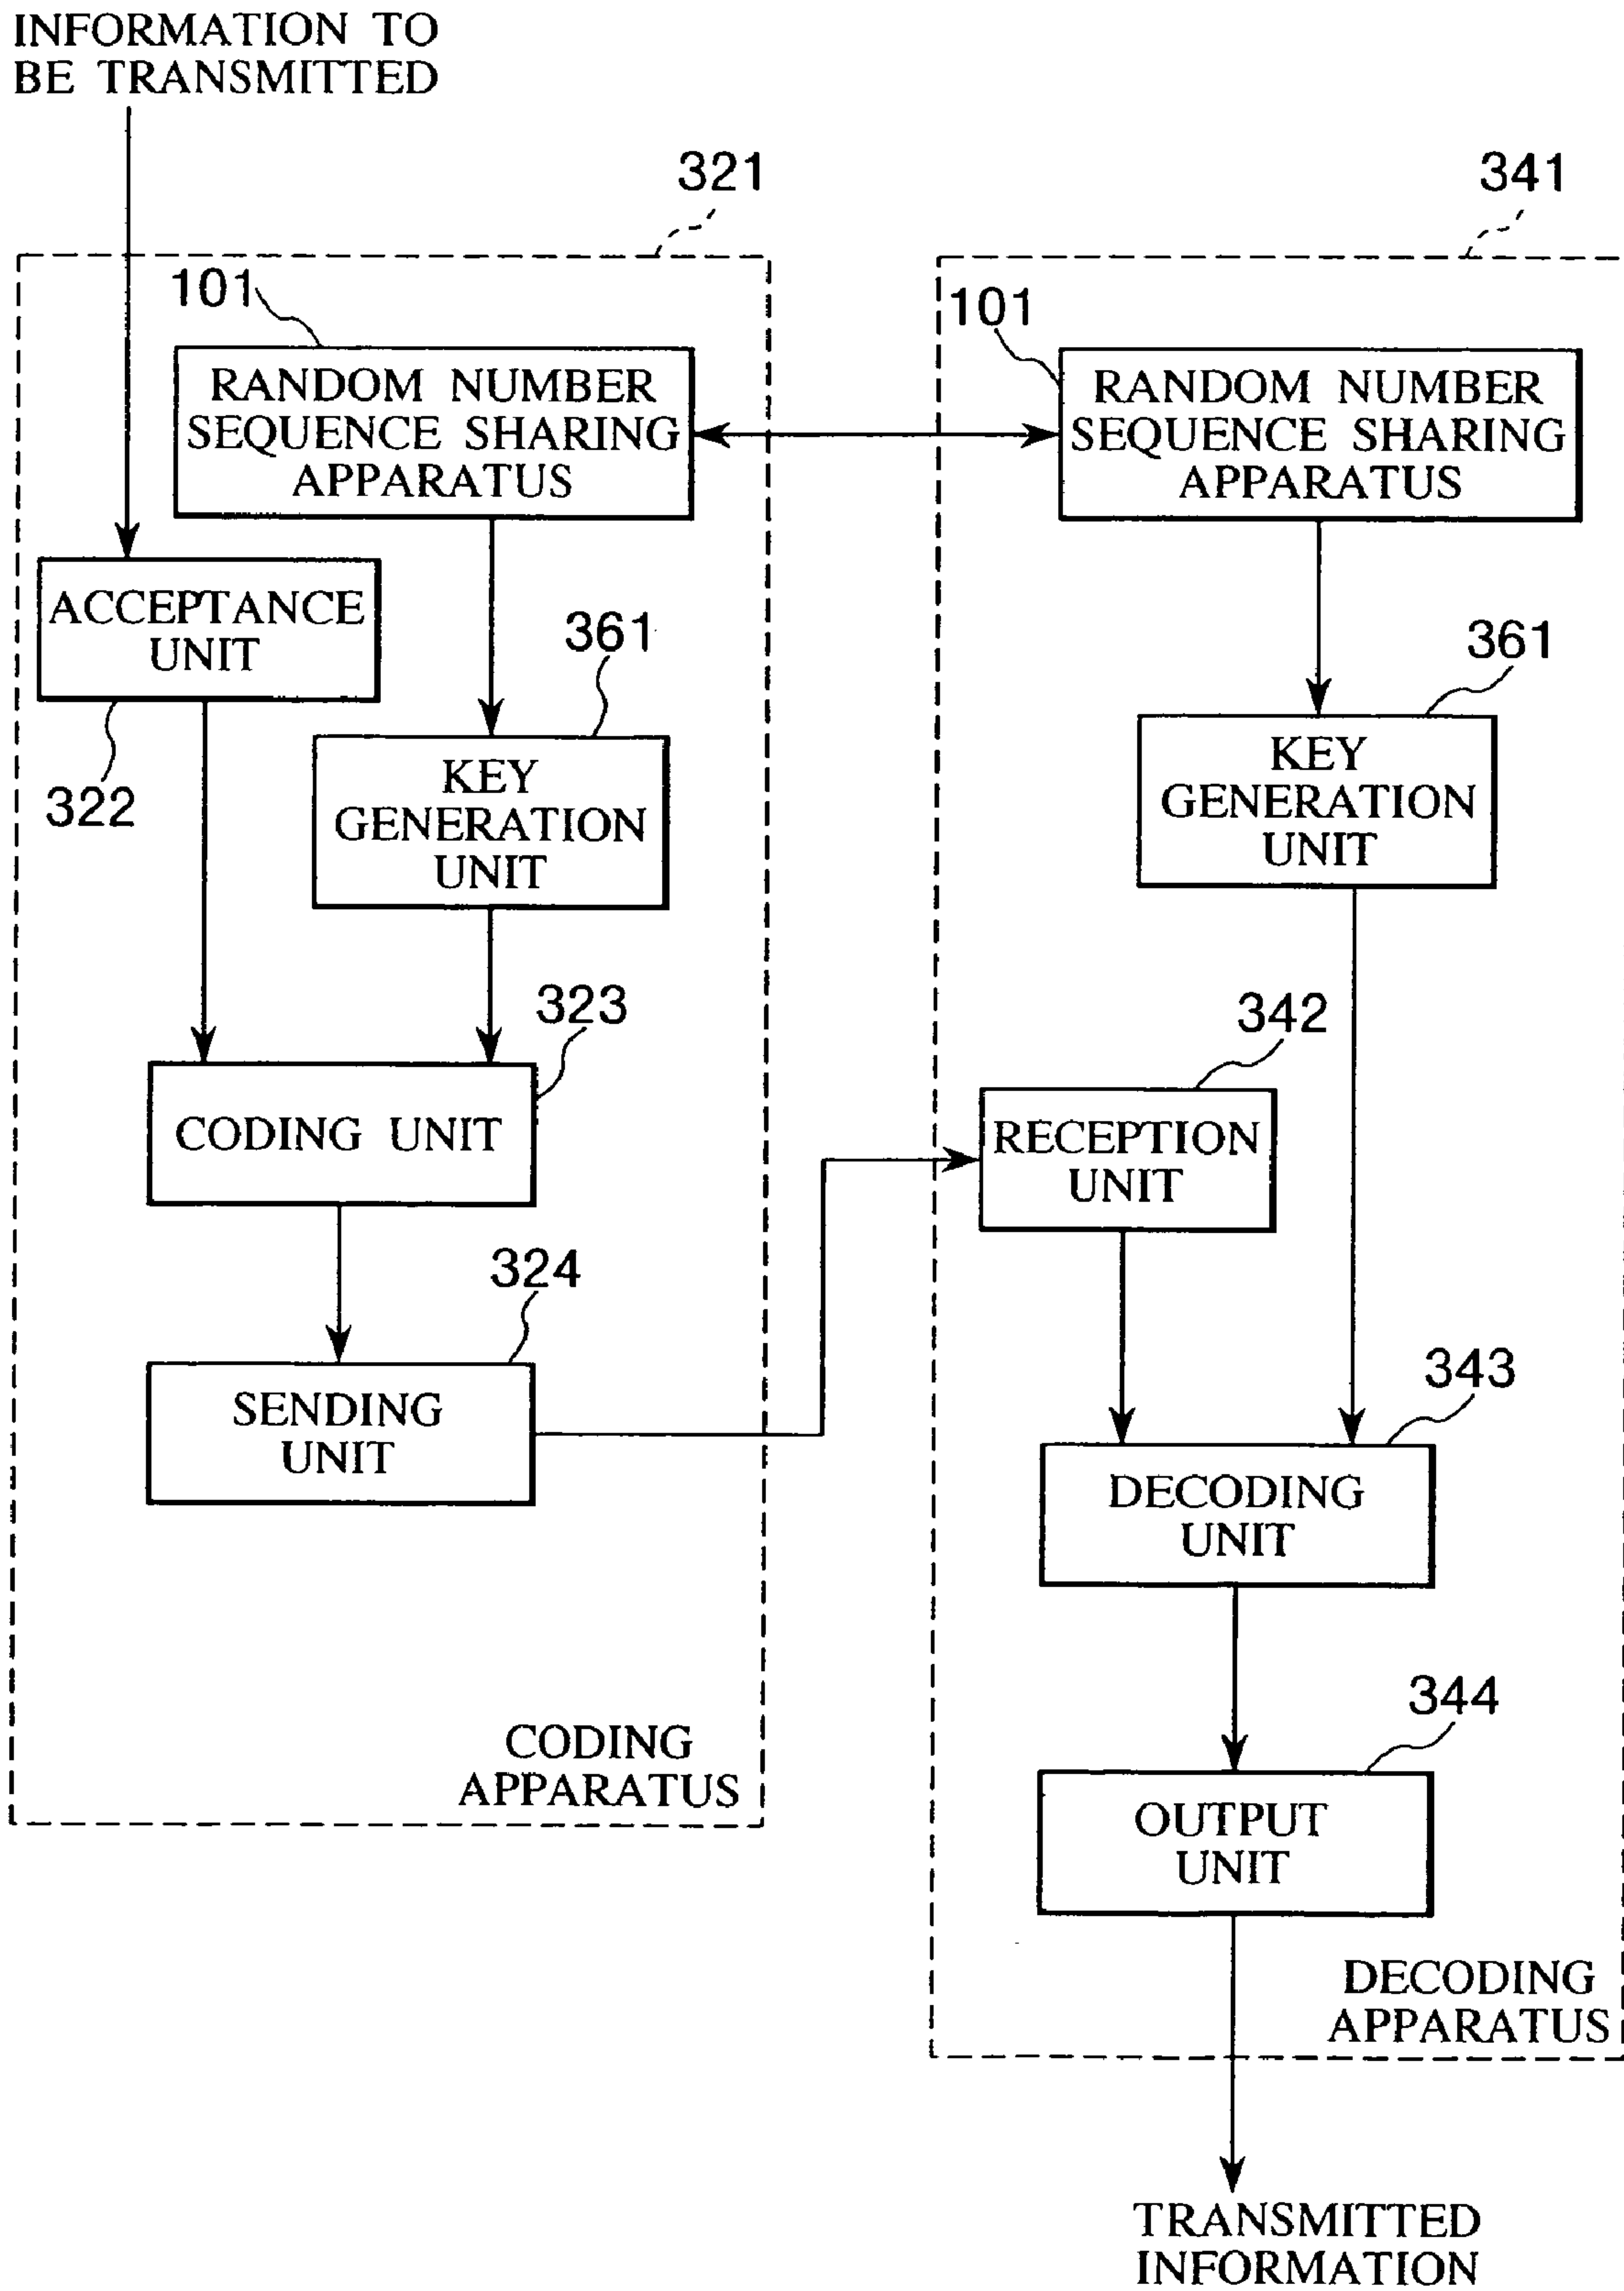 INFORMATION TO
BE TRANSMITTED
321
341
101
101
RANDOM NUMBER
SEQUENCE SHARING
APPARATUS
RANDOM NUMBER
SEQUENCE SHARING
APPARATUS
ACCEPTANCE
UNIT
322
361
361
KEY
GENERATION
UNIT
KEY
GENERATION
UNIT
323
342
CODING UNIT
RECEPTION
UNIT
324
343
SENDING
UNIT
DECODING
UNIT
344
CODING
APPARATUS
OUTPUT
UNIT
DECODING
APPARATUS
TRANSMITTED
INFORMATION